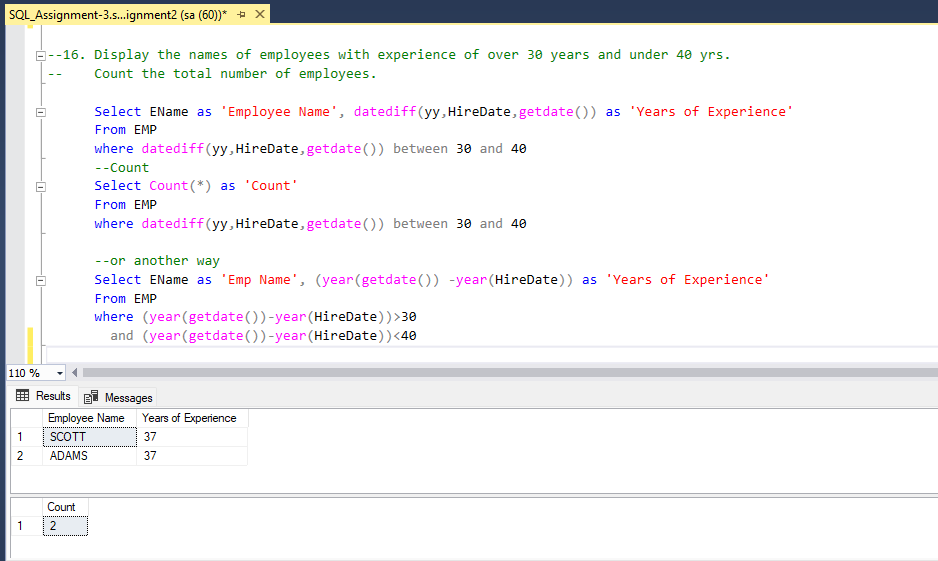 SQL_Assignment-3.s...ignment2 (sa (60))*
--16. Display the names of employees with experience of over 30 years and under 40 yrs.
--    Count the total number of employees.
Select EName as 'Employee Name', datediff(yy,HireDate,getdate()) as 'Years of Experience'
From EMP
where datediff(yy,HireDate,getdate()) between 30 and 40
--Count
Select Count(*) as 'Count'
From EMP
where datediff(yy,HireDate,getdate()) between 30 and 40
--or another way
Select EName as 'Emp Name', (year(getdate()) -year(HireDate)) as 'Years of Experience'
From EMP
where (year(getdate())-year(HireDate))>30
and (year(getdate())-year(HireDate))<40
110 %
Results Messages
Employee Name Years of Experience
1 SCOTT 37
2 ADAMS 37
Count
1 2